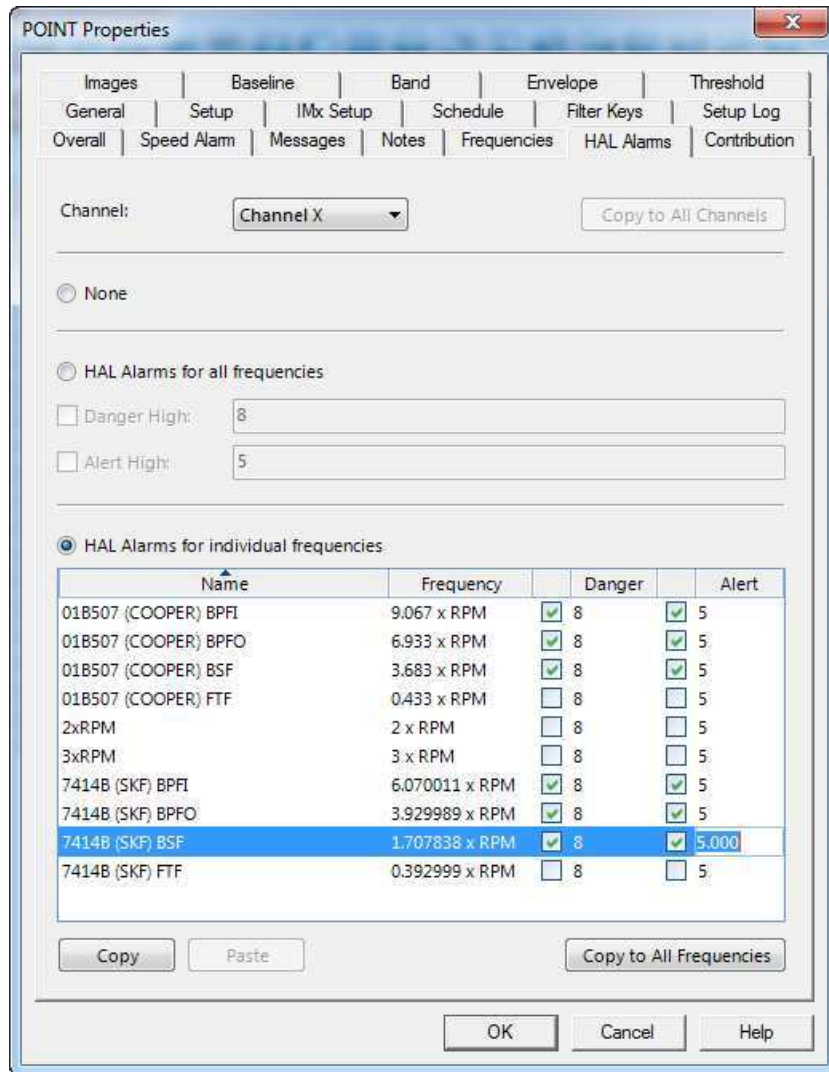 POINT Properties
Images Baseline Band Envelope Threshold
General Setup IMx Setup Schedule Filter Keys Setup Log
Overall Speed Alarm Messages Notes Frequencies HAL Alarms Contribution
Channel: Channel X Copy to All Channels
None
HAL Alarms for all frequencies
Danger High: 8
Alert High: 5
HAL Alarms for individual frequencies
Name Frequency Danger Alert
01B507 (COOPER) BPFI 9.067 x RPM 8 5
01B507 (COOPER) BPFO 6.933 x RPM 8 5
01B507 (COOPER) BSF 3.683 x RPM 8 5
01B507 (COOPER) FTF 0.433 x RPM 8 5
2xRPM 2 x RPM 8 5
3xRPM 3 x RPM 8 5
7414B (SKF) BPFI 6.070011 x RPM 8 5
7414B (SKF) BPFO 3.929989 x RPM 8 5
7414B (SKF) BSF 1.707838 x RPM 8 5.000
7414B (SKF) FTF 0.392999 x RPM 8 5
Copy Paste Copy to All Frequencies
OK Cancel Help